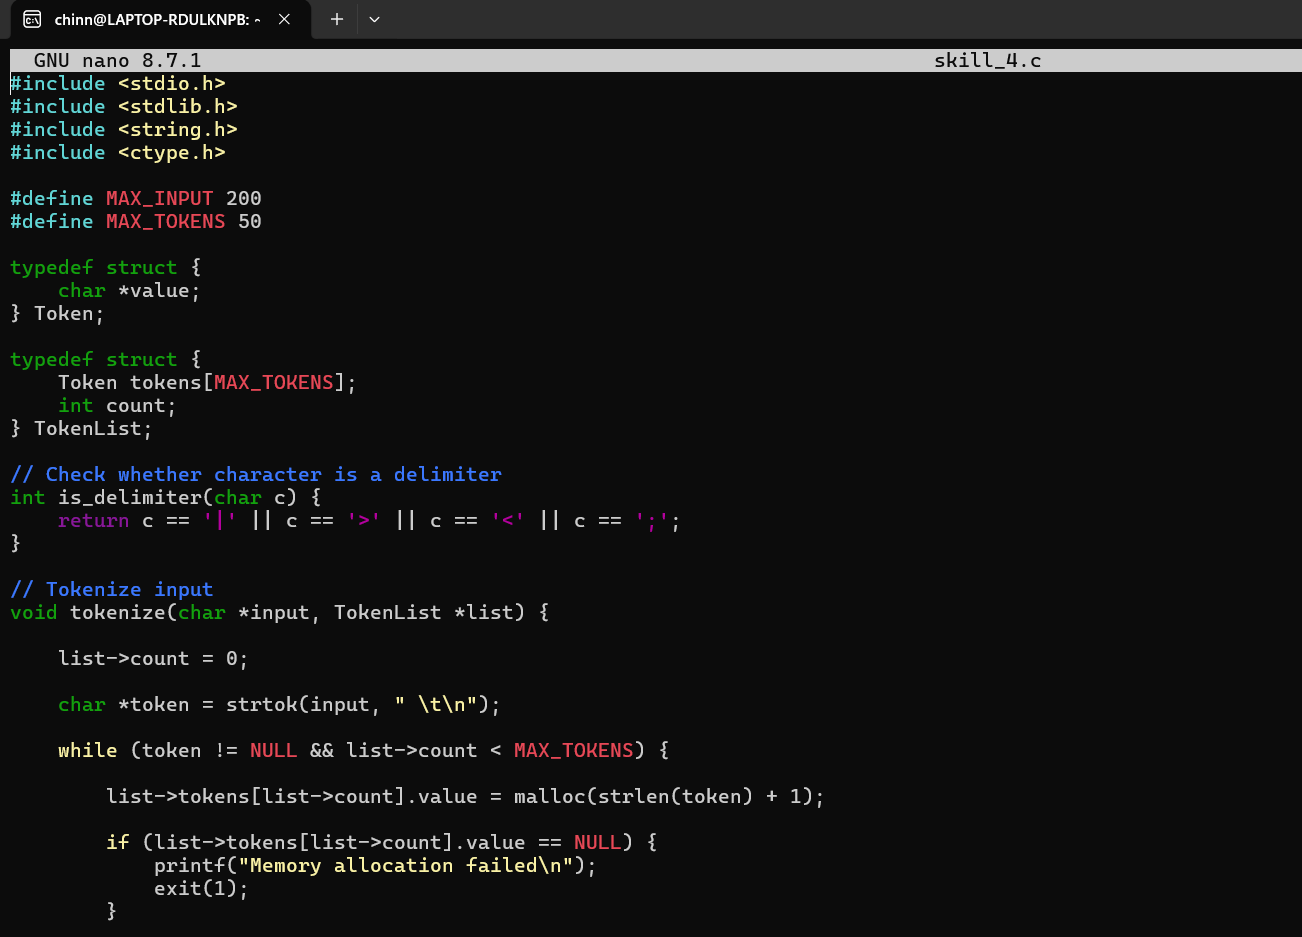 chinn@LAPTOP-RDULKNPB: ~
GNU nano 8.7.1 skill_4.c
#include <stdio.h>
#include <stdlib.h>
#include <string.h>
#include <ctype.h>

#define MAX_INPUT 200
#define MAX_TOKENS 50

typedef struct {
    char *value;
} Token;

typedef struct {
    Token tokens[MAX_TOKENS];
    int count;
} TokenList;

// Check whether character is a delimiter
int is_delimiter(char c) {
    return c == '|' || c == '>' || c == '<' || c == ';';
}

// Tokenize input
void tokenize(char *input, TokenList *list) {

    list->count = 0;

    char *token = strtok(input, " \t\n");

    while (token != NULL && list->count < MAX_TOKENS) {

        list->tokens[list->count].value = malloc(strlen(token) + 1);

        if (list->tokens[list->count].value == NULL) {
            printf("Memory allocation failed\n");
            exit(1);
        }